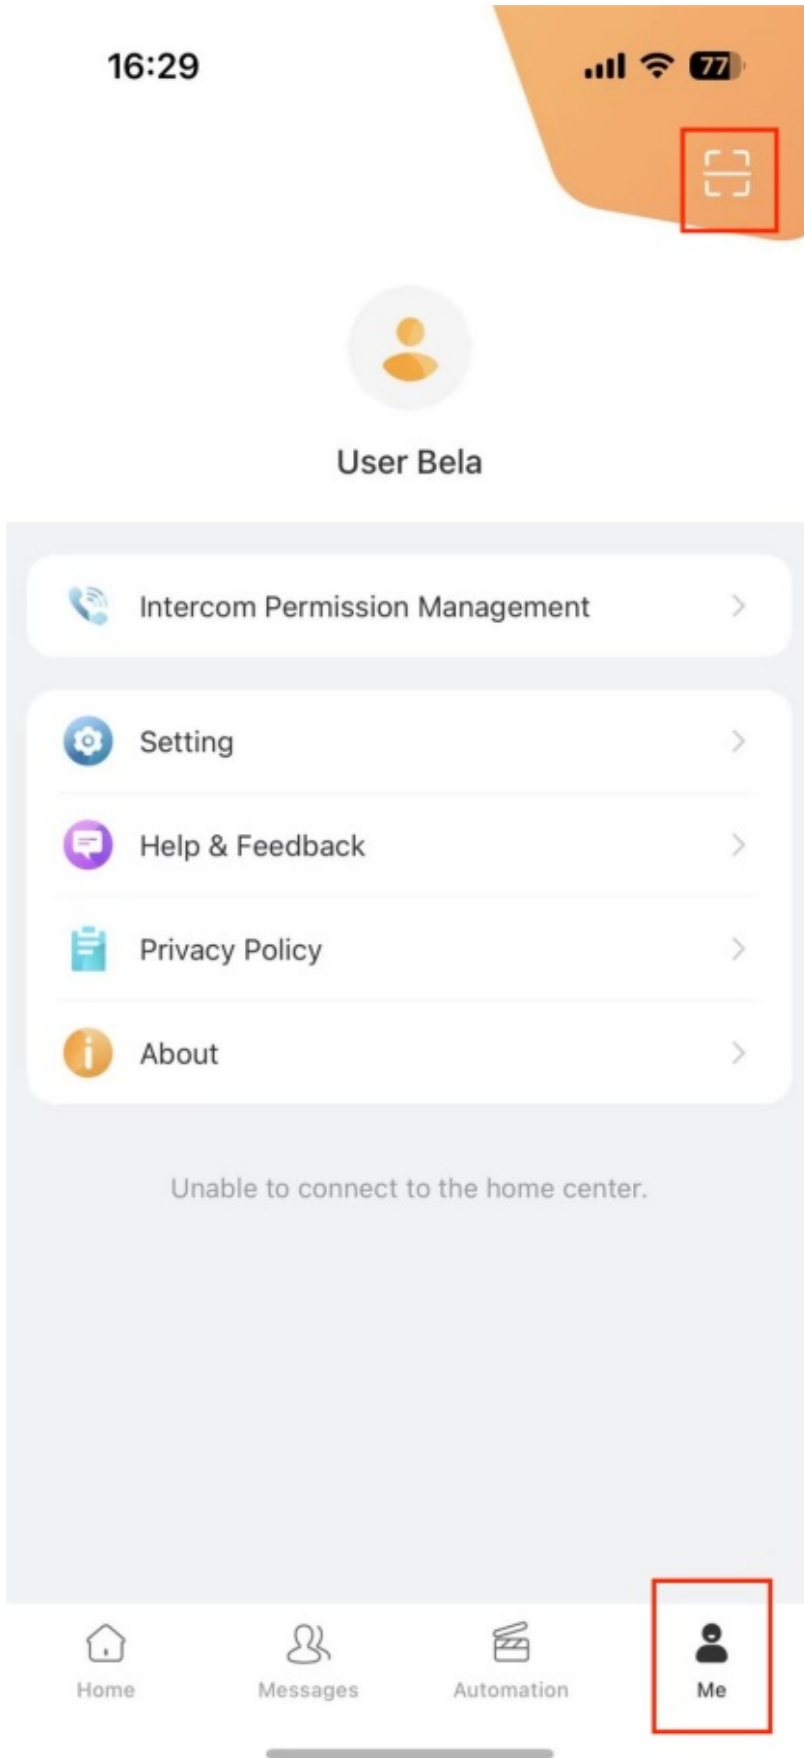 16:29
77
User Bela
Intercom Permission Management
Setting
Help & Feedback
Privacy Policy
About
Unable to connect to the home center.
Home
Messages
Automation
Me